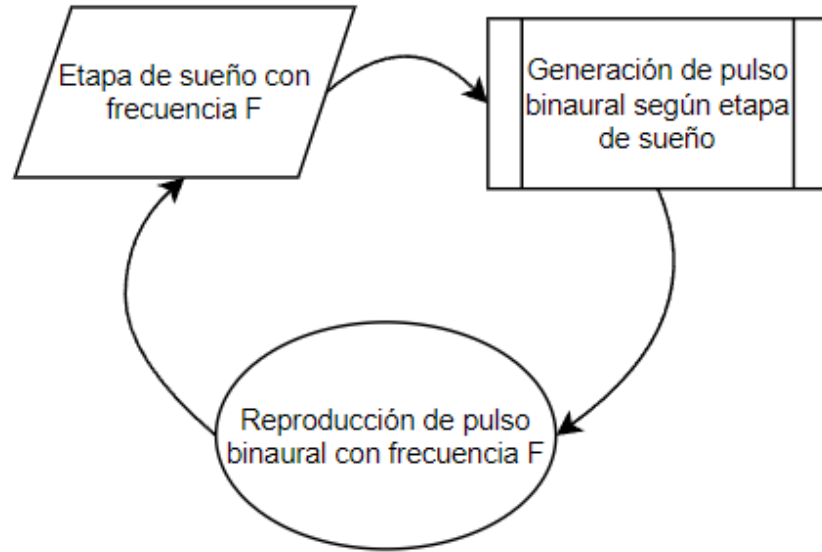 Etapa de sueño con
frecuencia F
Generación de pulso
binaural según etapa
de sueño
Reproducción de pulso
binaural con frecuencia F